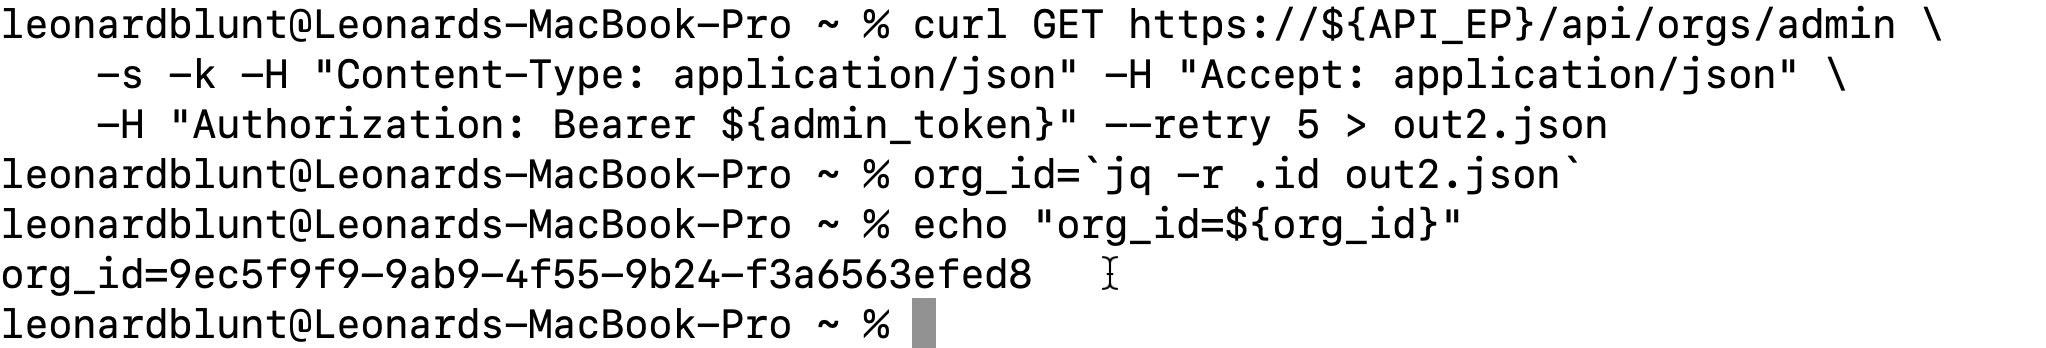 leonardblunt@Leonards-MacBook-Pro ~ % curl GET https://${API_EP}/api/orgs/admin \
    -s -k -H "Content-Type: application/json" -H "Accept: application/json" \
    -H "Authorization: Bearer ${admin_token}" --retry 5 > out2.json
leonardblunt@Leonards-MacBook-Pro ~ % org_id=`jq -r .id out2.json`
leonardblunt@Leonards-MacBook-Pro ~ % echo "org_id=${org_id}"
org_id=9ec5f9f9-9ab9-4f55-9b24-f3a6563efed8
leonardblunt@Leonards-MacBook-Pro ~ %